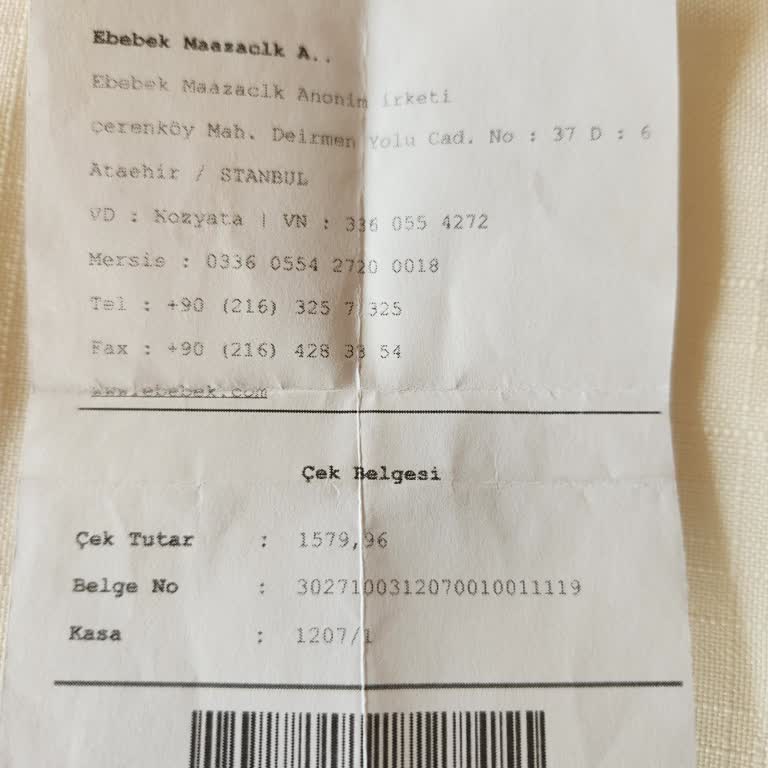 Ebebek Maazaclk A..
Ebebek Maazaclk Anonim irketi
çerenköy Mah. Deirmen Yolu Cad. No : 37 D : 6
Ataehir / STANBUL
VD : Kozyata | VN : 336 055 4272
Mersis : 0336 0554 2720 0018
Tel : +90 (216) 325 7 325
Fax : +90 (216) 428 33 54
www.ebebek.com
Çek Belgesi
Çek Tutar : 1579,96
Belge No : 3027100312070010011119
Kasa : 1207/1